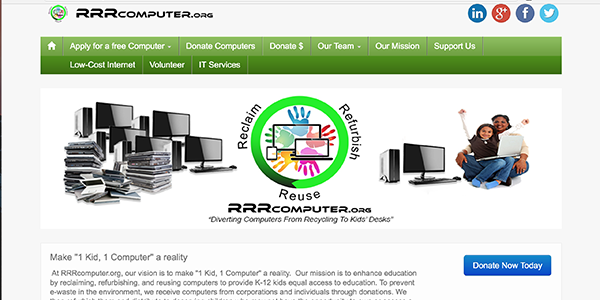 RRRCOMPUTER.ORG
Apply for a free Computer Donate Computers Donate $ Our Team Our Mission Support Us
Low-Cost Internet Volunteer IT Services
Reclaim
Refurbish
Reuse
RRRCOMPUTER.ORG
"Diverting Computers From Recycling To Kids' Desks"
Make "1 Kid, 1 Computer" a reality
At RRRcomputer.org, our vision is to make "1 Kid, 1 Computer" a reality. Our mission is to enhance education
by reclaiming, refurbishing, and reusing computers to provide K-12 kids equal access to education. To prevent
e-waste in the environment, we receive computers from corporations and individuals through donations. We
Donate Now Today